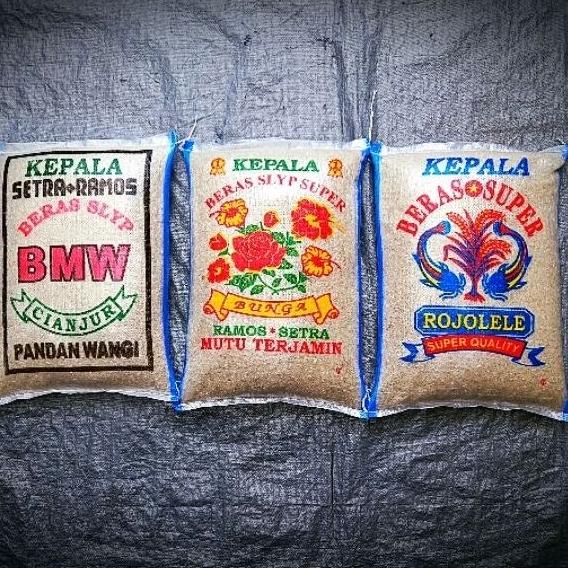 KEPALA
SETRA+RAMOS
BERAS SLYP
BMW
CIANJUR
PANDAN WANGI
KEPALA
BERAS SLYP SUPER
BUNGA
RAMOS * SETRA
MUTU TERJAMIN
KEPALA
BERAS SUPER
ROJOLELE
SUPER QUALITY